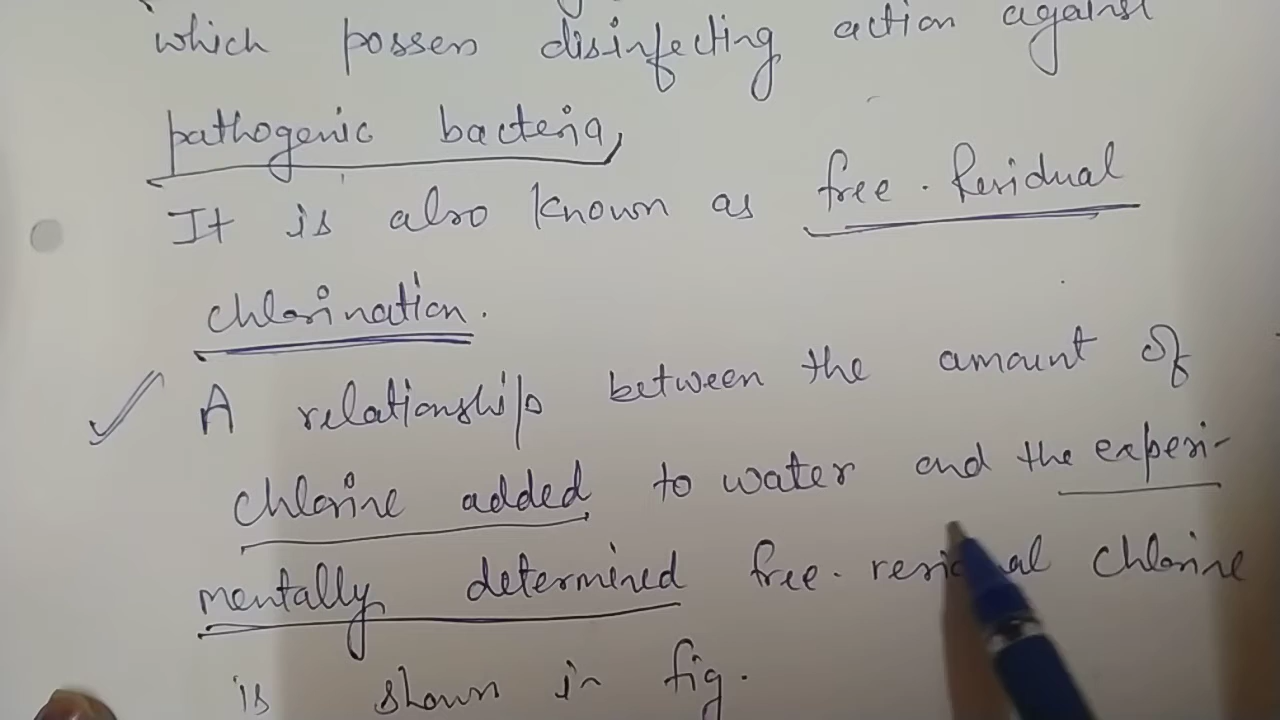 which possess disinfecting action against
pathogenic bacteria,
It is also known as free. Residual
chlorination.
A relationship between the amount of
chlorine added to water and the experi-
mentally determined free. residual chlorine
is shown in fig.